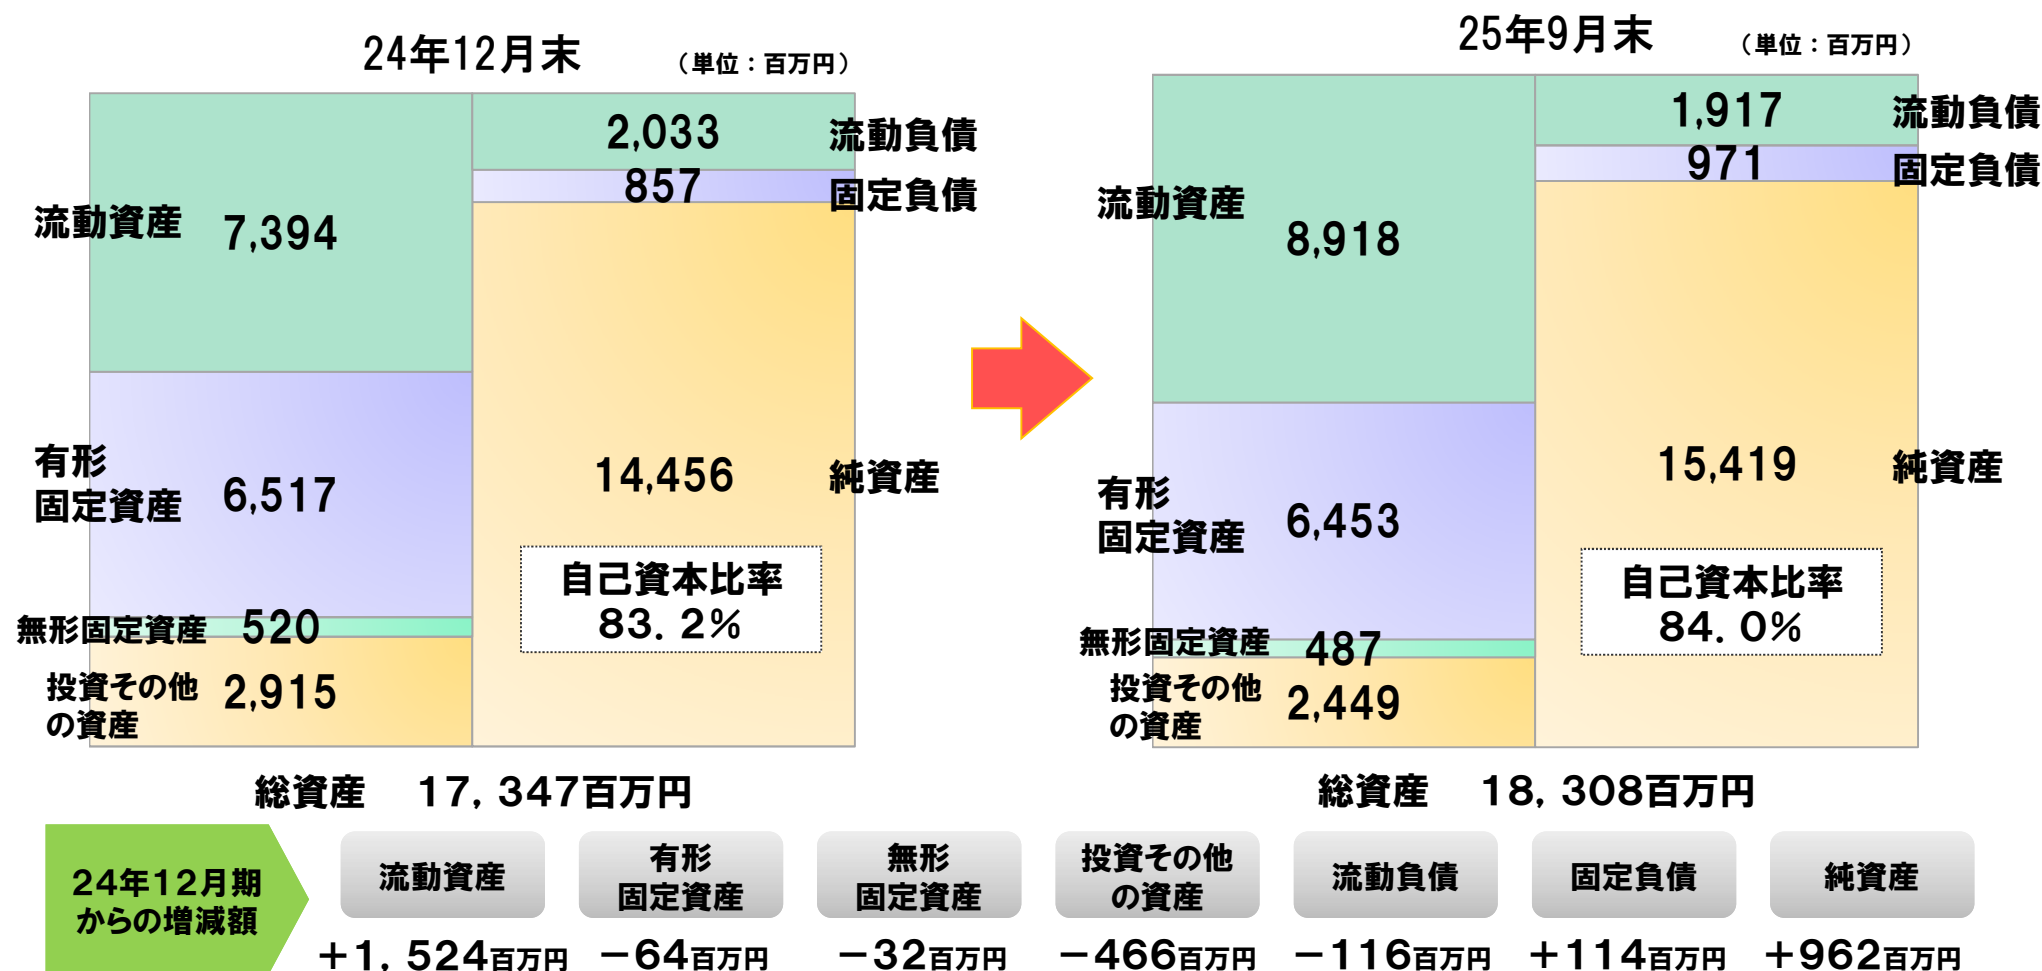 24年12月末
（単位：百万円）
2,033
流動負債
857
固定負債
流動資産
7,394
有形
固定資産
6,517
14,456
純資産
自己資本比率
83. 2%
無形固定資産
520
投資その他
の資産
2,915
総資産 17, 347百万円
25年9月末
（単位：百万円）
1,917
流動負債
971
固定負債
流動資産
8,918
有形
固定資産
6,453
15,419
純資産
自己資本比率
84. 0%
無形固定資産
487
投資その他
の資産
2,449
総資産 18, 308百万円
24年12月期
からの増減額
流動資産
+1, 524百万円
有形
固定資産
−64百万円
無形
固定資産
−32百万円
投資その他
の資産
−466百万円
流動負債
−116百万円
固定負債
+114百万円
純資産
+962百万円